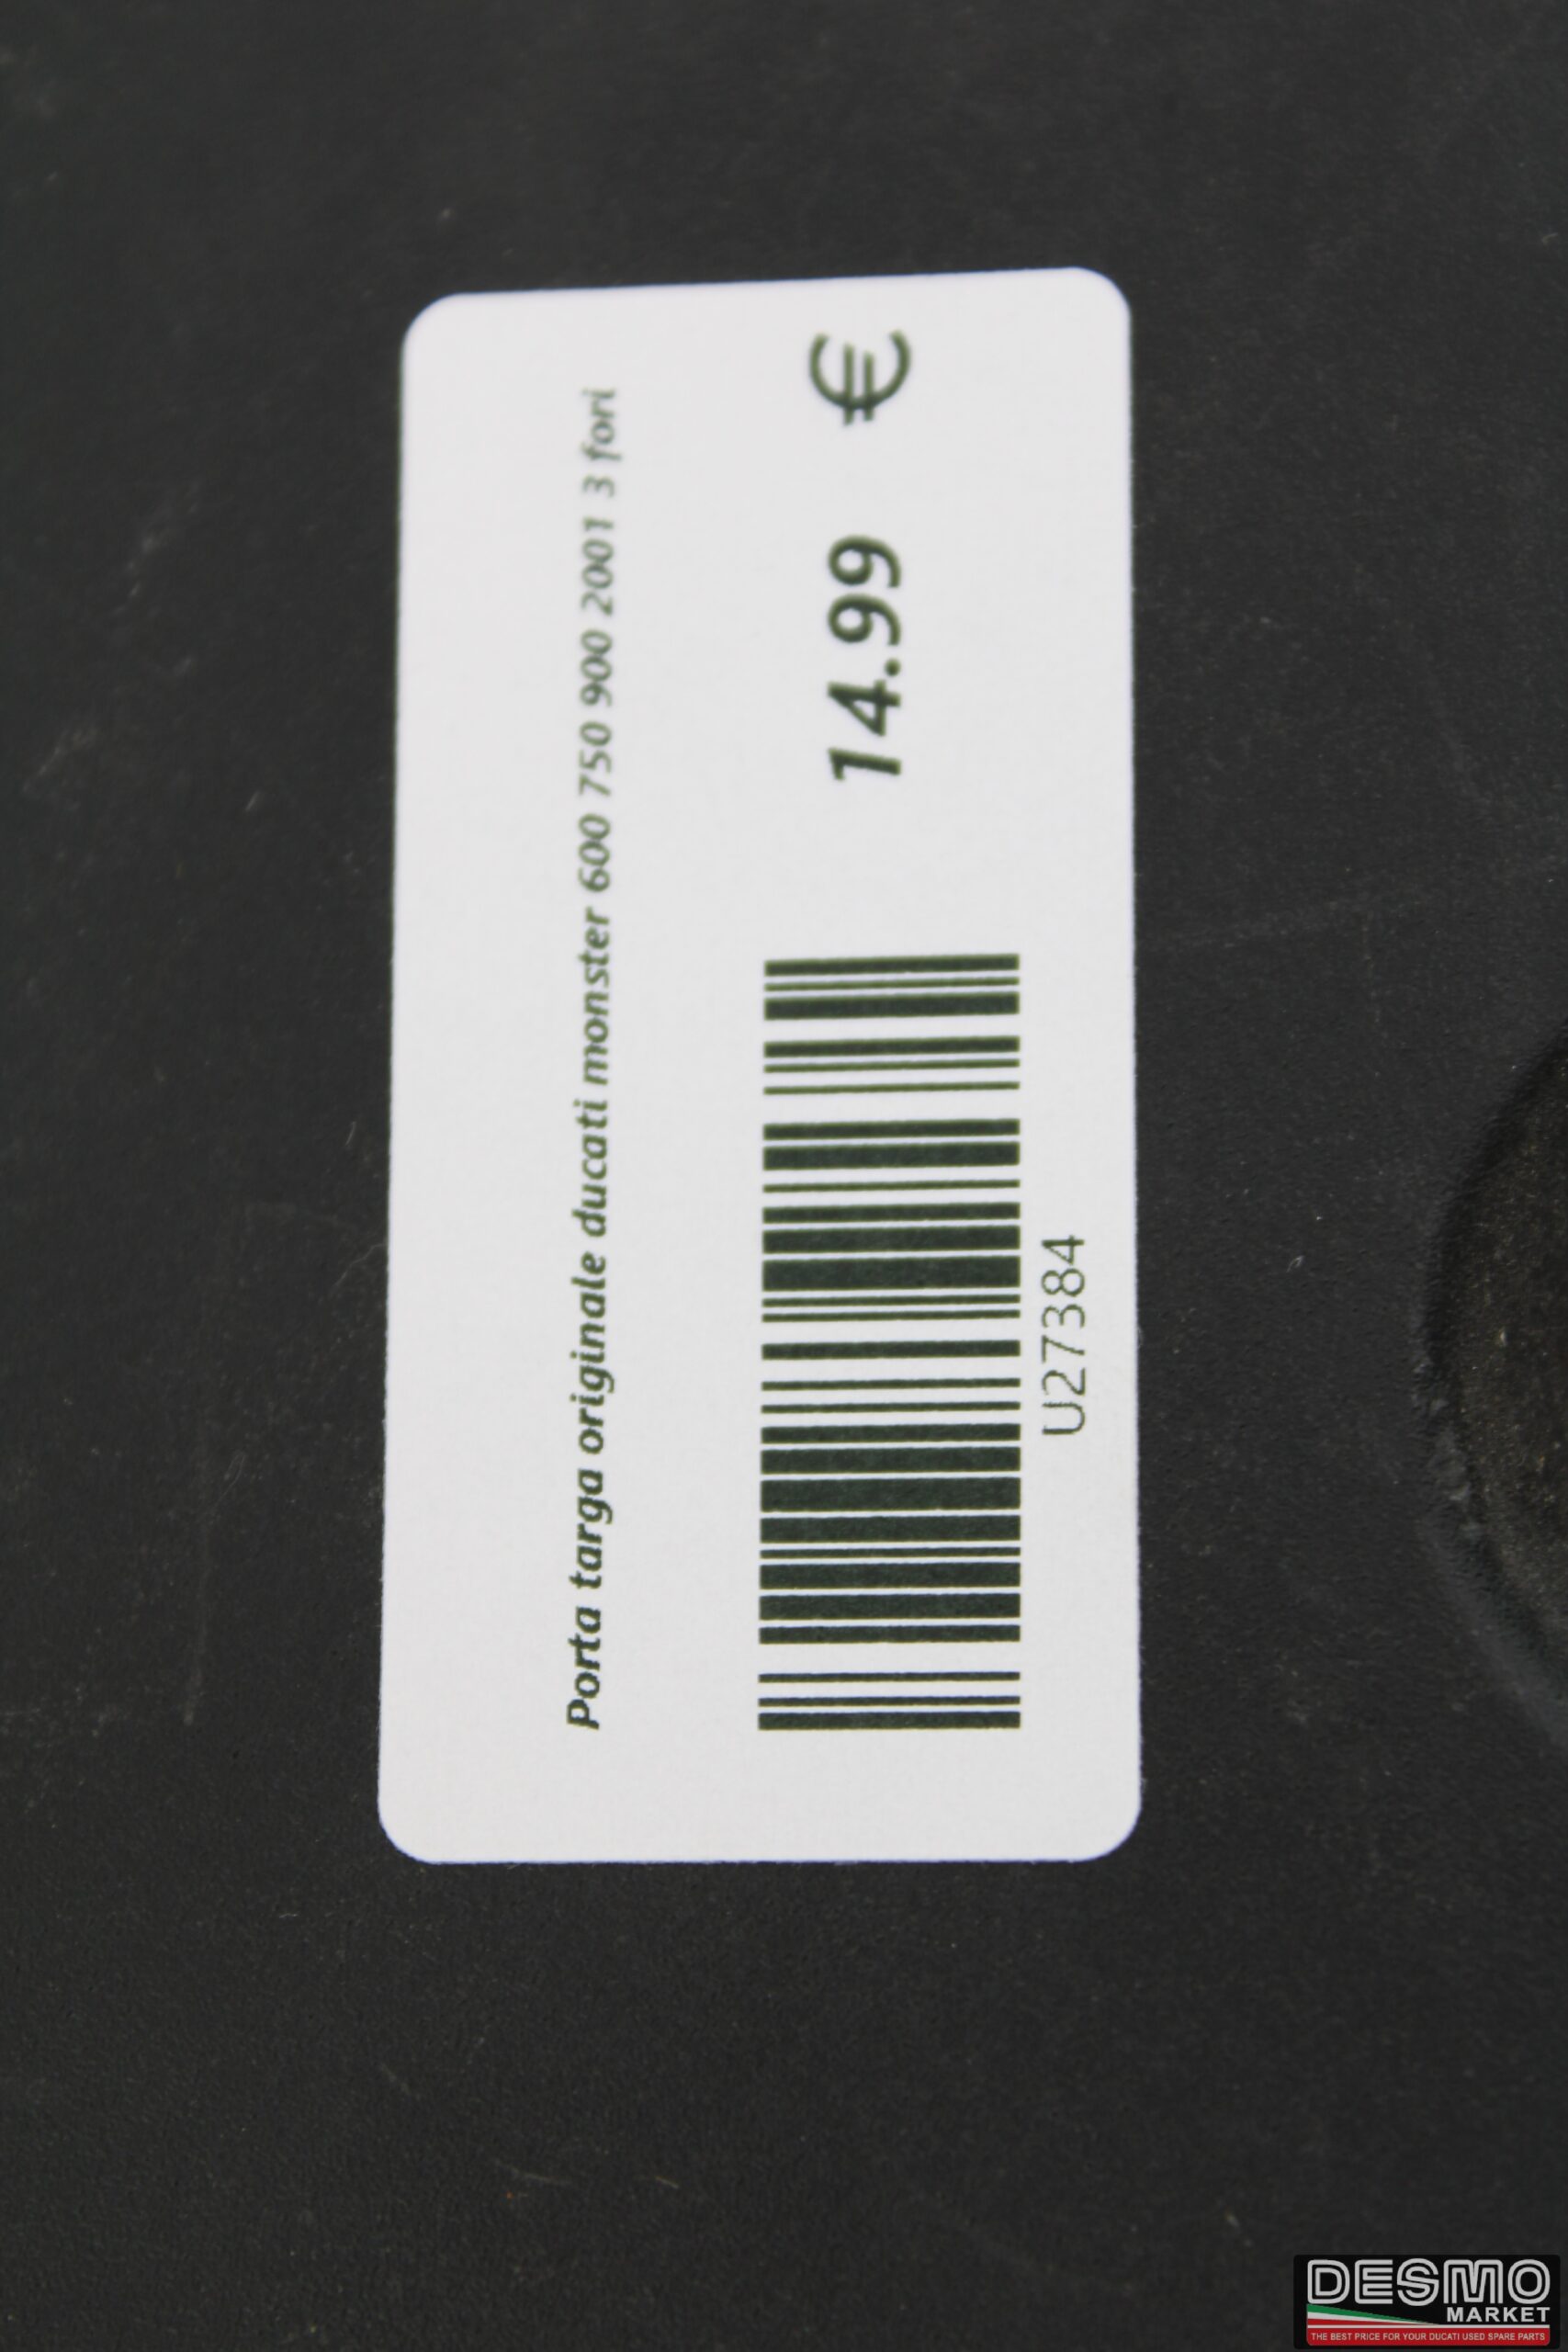 Porta targa originale ducati monster 600 750 900 2001 3 fori
14.99 €
U27384
DESMO
MARKET
THE BEST PRICE FOR YOUR DUCATI USED SPARE PARTS